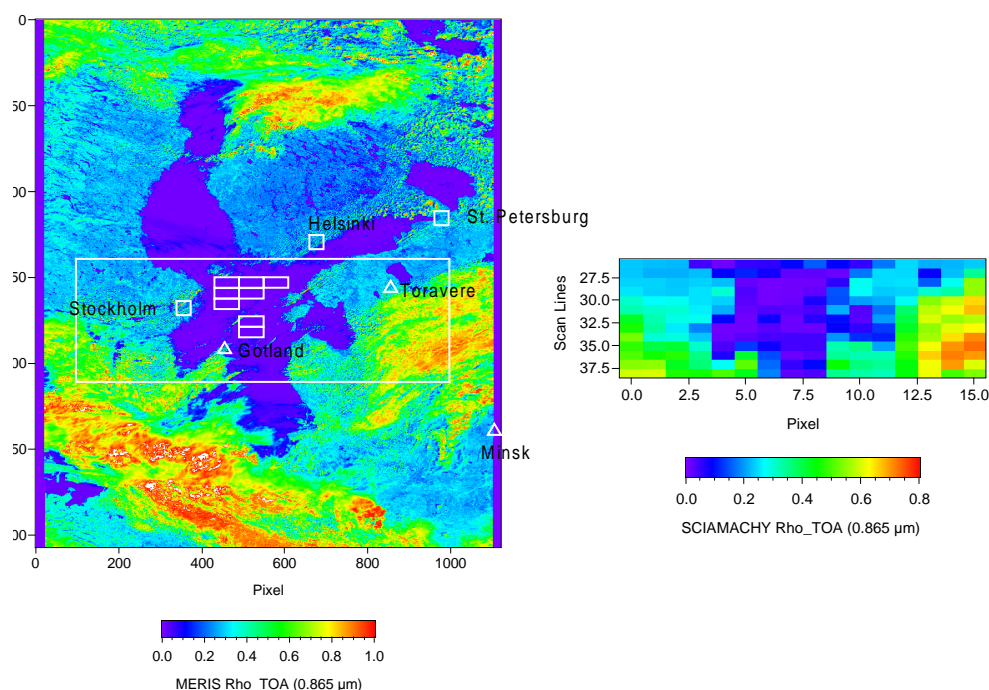 0
50
00
50
00
50
00
St. Petersburg
Helsinki
Stockholm
Toravere
Gotland
Minsk
0 200 400 600 800 1000
Pixel
0.0 0.2 0.4 0.6 0.8 1.0
MERIS Rho_TOA (0.865 µm)
Scan Lines
27.5
30.0
32.5
35.0
37.5
0.0 2.5 5.0 7.5 10.0 12.5 15.0
Pixel
0.0 0.2 0.4 0.6 0.8
SCIAMACHY Rho_TOA (0.865 µm)